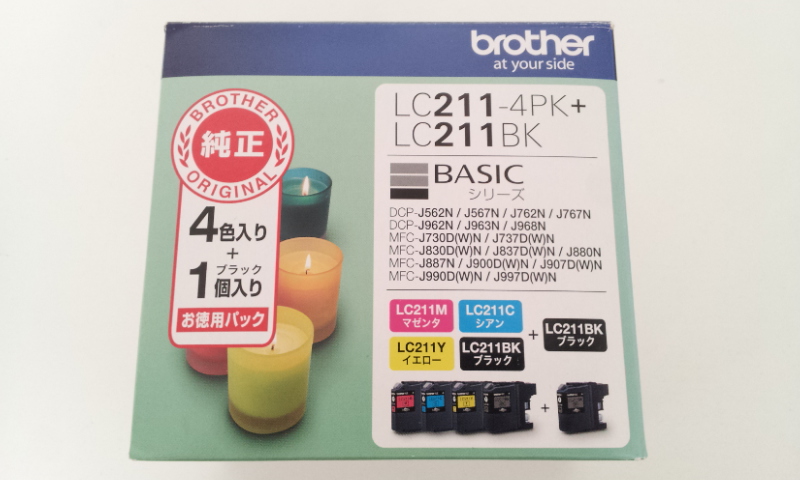 brother
at your side
LC211-4PK+
LC211BK
BASIC
シリーズ
DCP-J562N / J567N / J762N / J767N
DCP-J962N / J963N / J968N
MFC-J730D(W)N / J737D(W)N
MFC-J830D(W)N / J837D(W)N / J880N
MFC-J887N / J900D(W)N / J907D(W)N
MFC-J990D(W)N / J997D(W)N
BROTHER
純正
ORIGINAL
4色入り
+
ブラック
1個入り
お徳用パック
LC211M
マゼンタ
LC211C
シアン
LC211Y
イエロー
LC211BK
ブラック
+
LC211BK
ブラック
+